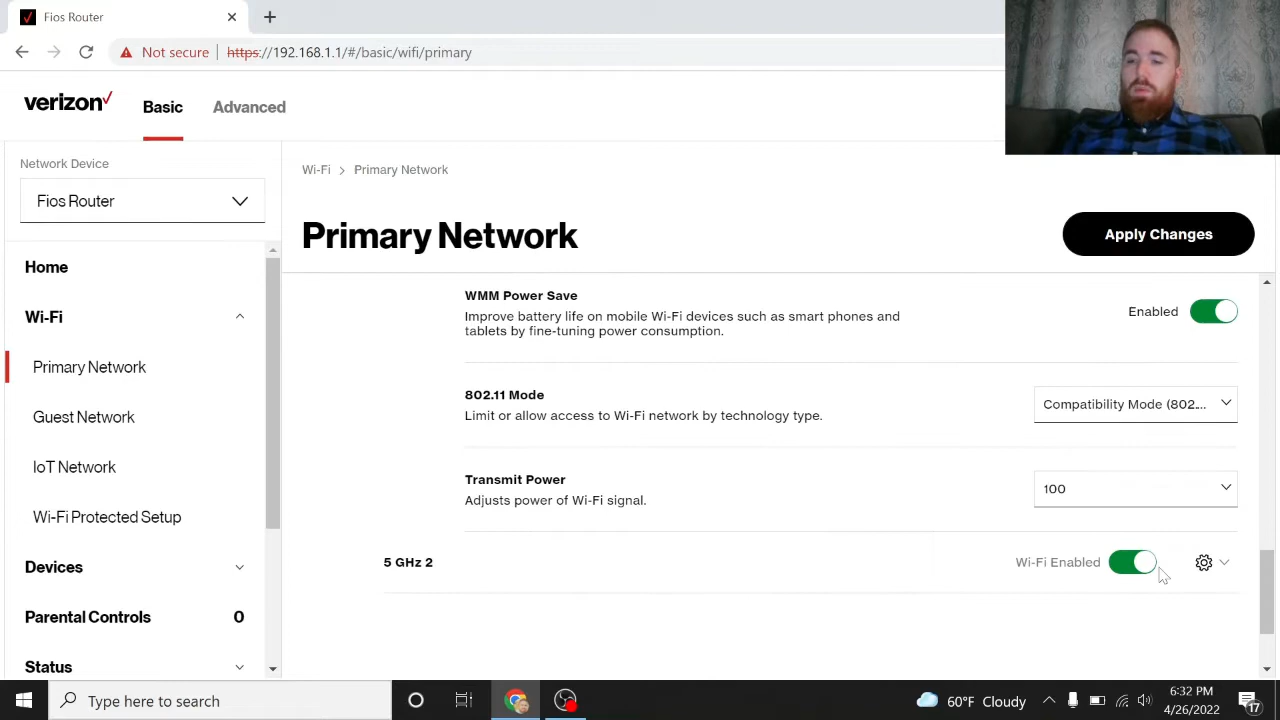 Fios Router
Not secure
https://192.168.1.1/#/basic/wifi/primary
verizon
Basic
Advanced
Network Device
Fios Router
Home
Wi-Fi
Primary Network
Guest Network
IoT Network
Wi-Fi Protected Setup
Devices
Parental Controls 0
Status
Wi-Fi > Primary Network
Primary Network
Apply Changes
WMM Power Save
Improve battery life on mobile Wi-Fi devices such as smart phones and
tablets by fine-tuning power consumption.
Enabled
802.11 Mode
Limit or allow access to Wi-Fi network by technology type.
Compatibility Mode (802....
Transmit Power
Adjusts power of Wi-Fi signal.
100
5 GHz 2
Wi-Fi Enabled
Type here to search
60°F Cloudy
6:32 PM
4/26/2022
17